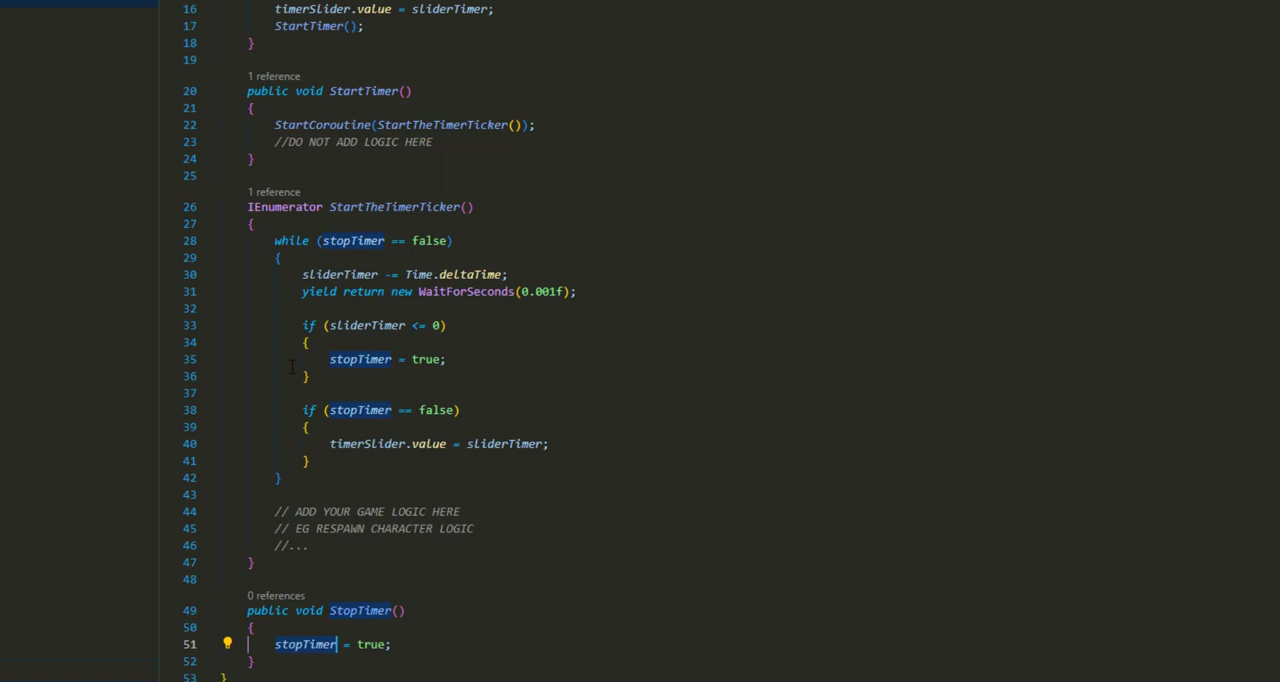 16 timerSlider.value = sliderTimer;
17 StartTimer();
18 }
19
1 reference
20 public void StartTimer()
21 {
22 StartCoroutine(StartTheTimerTicker());
23 //DO NOT ADD LOGIC HERE
24 }
25
1 reference
26 IEnumerator StartTheTimerTicker()
27 {
28 while (stopTimer == false)
29 {
30 sliderTimer -= Time.deltaTime;
31 yield return new WaitForSeconds(0.001f);
32
33 if (sliderTimer <= 0)
34 {
35 stopTimer = true;
36 }
37
38 if (stopTimer == false)
39 {
40 timerSlider.value = sliderTimer;
41 }
42 }
43
44 // ADD YOUR GAME LOGIC HERE
45 // EG RESPAWN CHARACTER LOGIC
46 //...
47 }
48
0 references
49 public void StopTimer()
50 {
51 stopTimer = true;
52 }
53 }